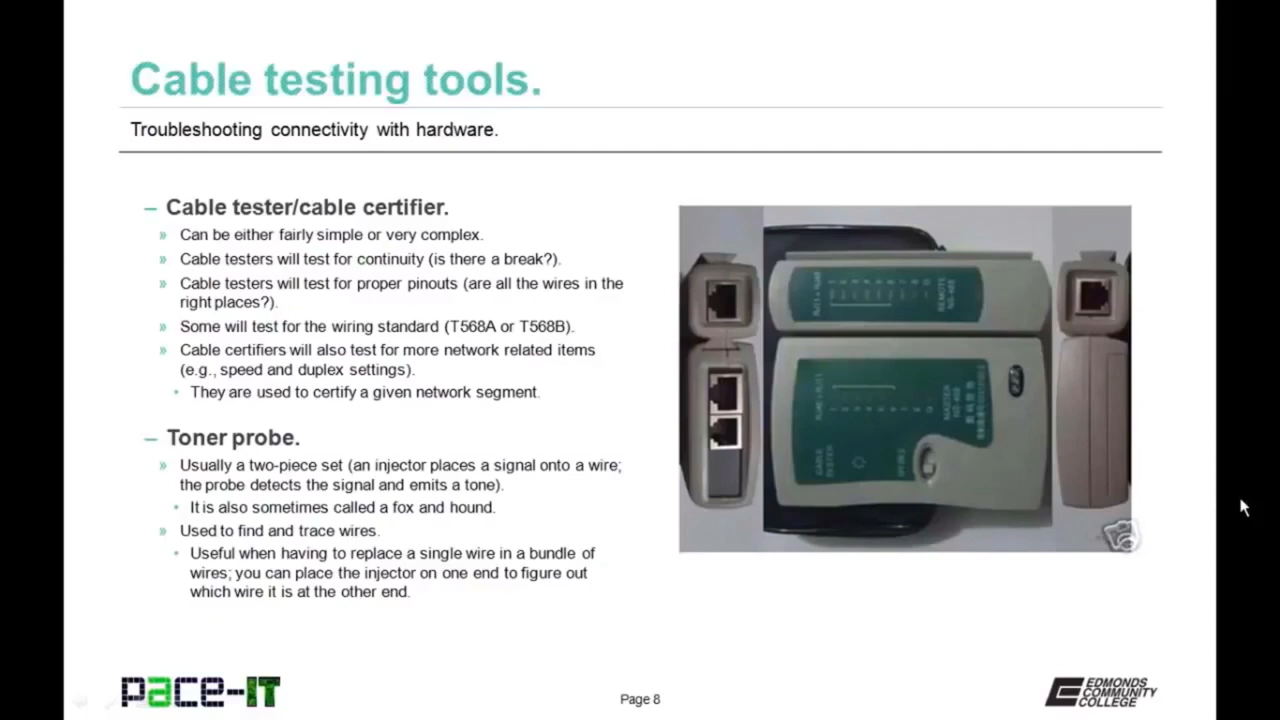 Cable testing tools.
Troubleshooting connectivity with hardware.
– Cable tester/cable certifier.
» Can be either fairly simple or very complex.
» Cable testers will test for continuity (is there a break?).
» Cable testers will test for proper pinouts (are all the wires in the
right places?).
» Some will test for the wiring standard (T568A or T568B).
» Cable certifiers will also test for more network related items
(e.g., speed and duplex settings).
• They are used to certify a given network segment.
– Toner probe.
» Usually a two-piece set (an injector places a signal onto a wire;
the probe detects the signal and emits a tone).
• It is also sometimes called a fox and hound.
» Used to find and trace wires.
• Useful when having to replace a single wire in a bundle of
wires; you can place the injector on one end to figure out
which wire it is at the other end.
REMOTE
MASTER
CABLE
TESTER
pace-IT
Page 8
EDMONDS
COMMUNITY
COLLEGE